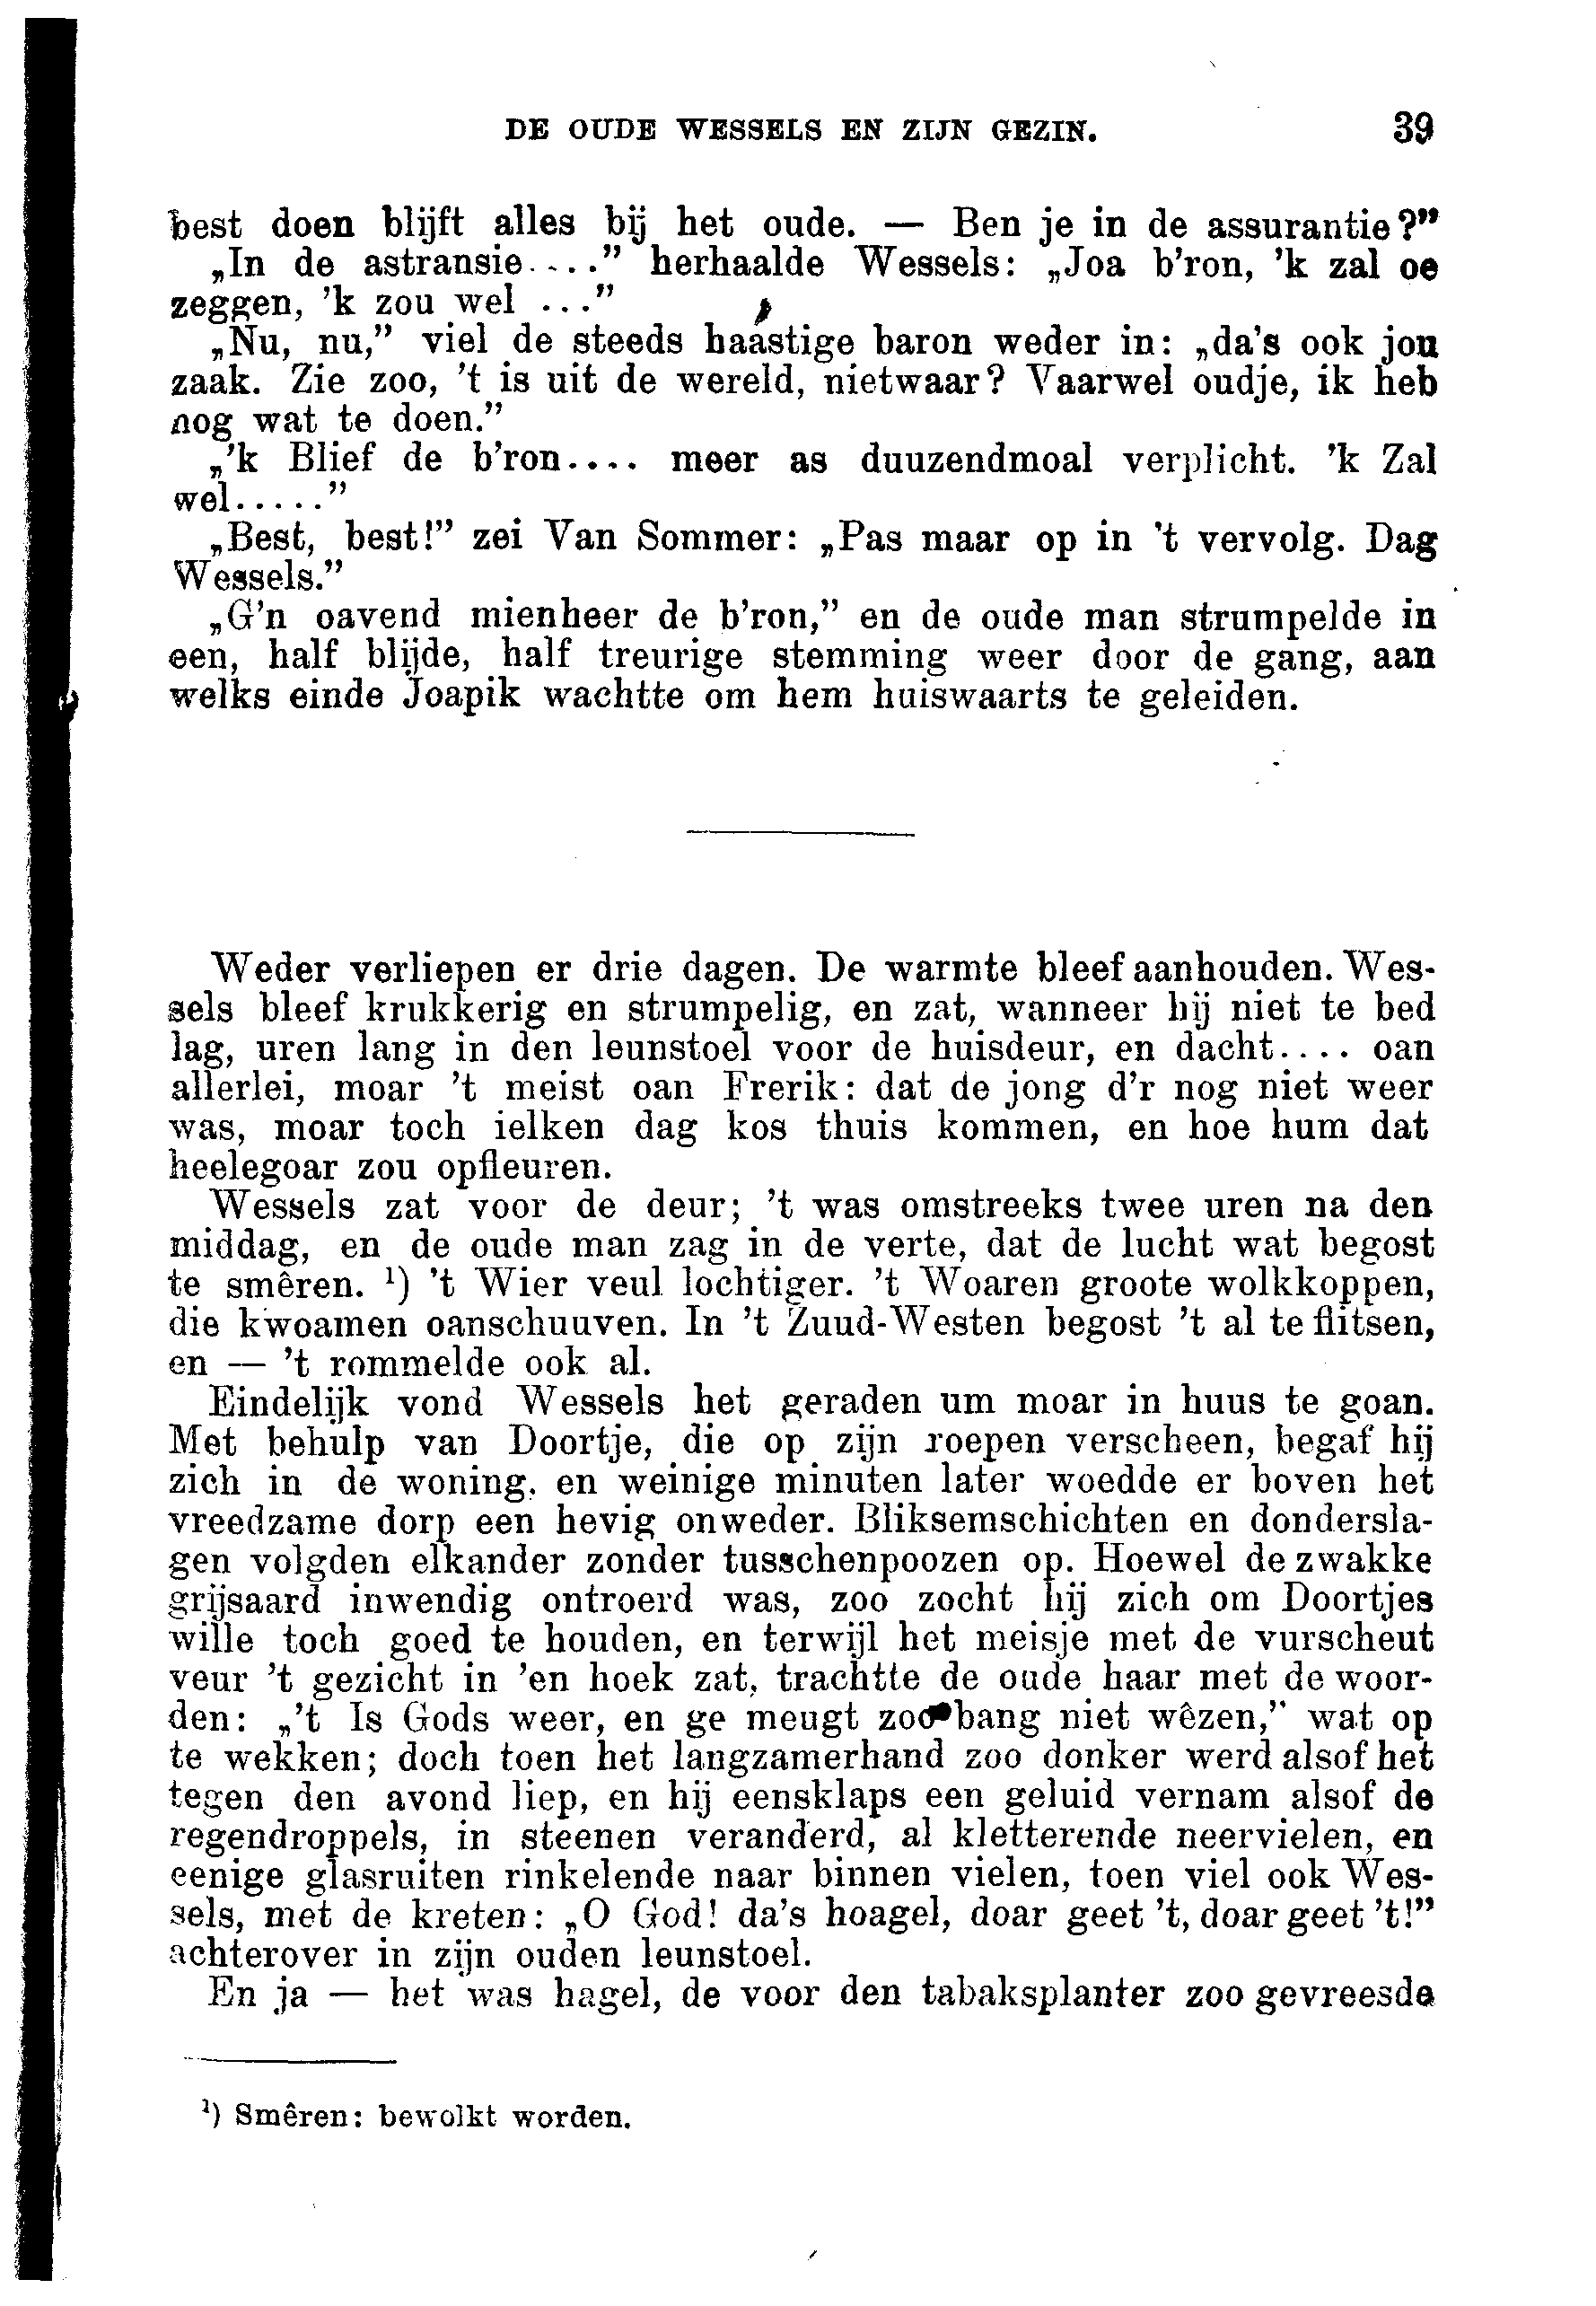 DE OUDE WESSELS EN ZIJN GEZIN. 39
best doen blijft alles bij het oude. — Ben je in de assurantie?”
„In de astransie....” herhaalde Wessels: „Joa b'ron, 'k zal oe
zeggen, 'k zou wel ...”
„Nu, nu,” viel de steeds haastige baron weder in: „da's ook jou
zaak. Zie zoo, 't is uit de wereld, nietwaar? Vaarwel oudje, ik heb
nog wat te doen.”
„'k Blief de b'ron.... meer as duuzendmoal verplicht. 'k Zal
wel.....”
„Best, best!” zei Van Sommer: „Pas maar op in 't vervolg. Dag
Wessels.”
„G'n oavend mienheer de b'ron,” en de oude man strumpelde in
een, half blijde, half treurige stemming weer door de gang, aan
welks einde Joapik wachtte om hem huiswaarts te geleiden.
Weder verliepen er drie dagen. De warmte bleef aanhouden. Wes-
sels bleef krukkerig en strumpelig, en zat, wanneer hij niet te bed
lag, uren lang in den leunstoel voor de huisdeur, en dacht.... oan
allerlei, moar 't meist oan Frerik: dat de jong d'r nog niet weer
was, moar toch ielken dag kos thuis kommen, en hoe hum dat
heelegoar zou opfleuren.
Wessels zat voor de deur; 't was omstreeks twee uren na den
middag, en de oude man zag in de verte, dat de lucht wat begost
te smêren. ¹) 't Wier veul lochtiger. 't Woaren groote wolkkoppen,
die kwoamen oanschuuven. In 't Zuud-Westen begost 't al te flitsen,
en — 't rommelde ook al.
Eindelijk vond Wessels het geraden um moar in huus te goan.
Met behulp van Doortje, die op zijn roepen verscheen, begaf hij
zich in de woning, en weinige minuten later woedde er boven het
vreedzame dorp een hevig onweder. Bliksemschichten en dondersla-
gen volgden elkander zonder tusschenpoozen op. Hoewel de zwakke
grijsaard inwendig ontroerd was, zoo zocht hij zich om Doortjes
wille toch goed te houden, en terwijl het meisje met de vurscheut
veur 't gezicht in 'en hoek zat, trachtte de oude haar met de woor-
den: „'t Is Gods weer, en ge meugt zoo bang niet wêzen,” wat op
te wekken; doch toen het langzamerhand zoo donker werd alsof het
tegen den avond liep, en hij eensklaps een geluid vernam alsof de
regendroppels, in steenen veranderd, al kletterende neervielen, en
eenige glasruiten rinkelende naar binnen vielen, toen viel ook Wes-
sels, met de kreten: „O God! da's hoagel, doar geet 't, doar geet 't!”
achterover in zijn ouden leunstoel.
En ja — het was hagel, de voor den tabaksplanter zoo gevreesde
¹) Smêren: bewolkt worden.